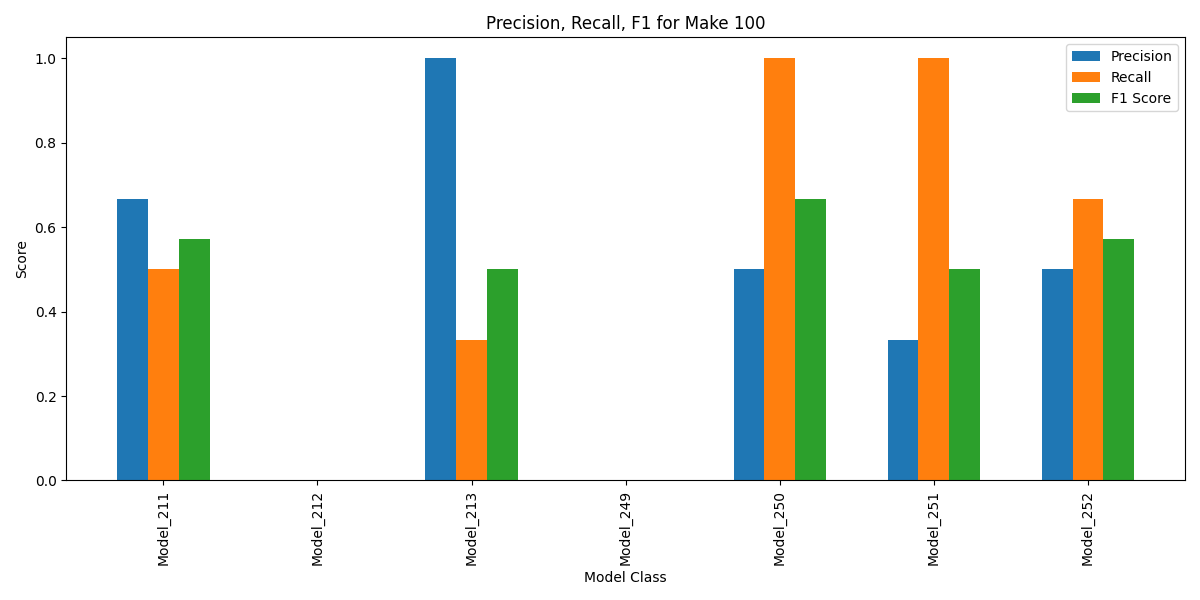 Precision, Recall, F1 for Make 100
Precision
Recall
F1 Score
Score
1.0
0.8
0.6
0.4
0.2
0.0
Model_211
Model_212
Model_213
Model_249
Model_250
Model_251
Model_252
Model Class